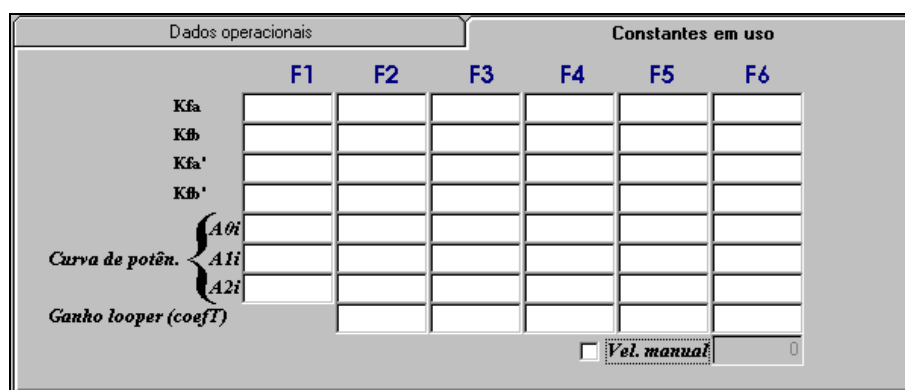 Dados operacionais Constantes em uso
F1 F2 F3 F4 F5 F6
Kfa
Kfb
Kfa'
Kfb'
A0i
Curva de potên. A1i
A2i
Ganho looper (coefT)
Vel. manual 0